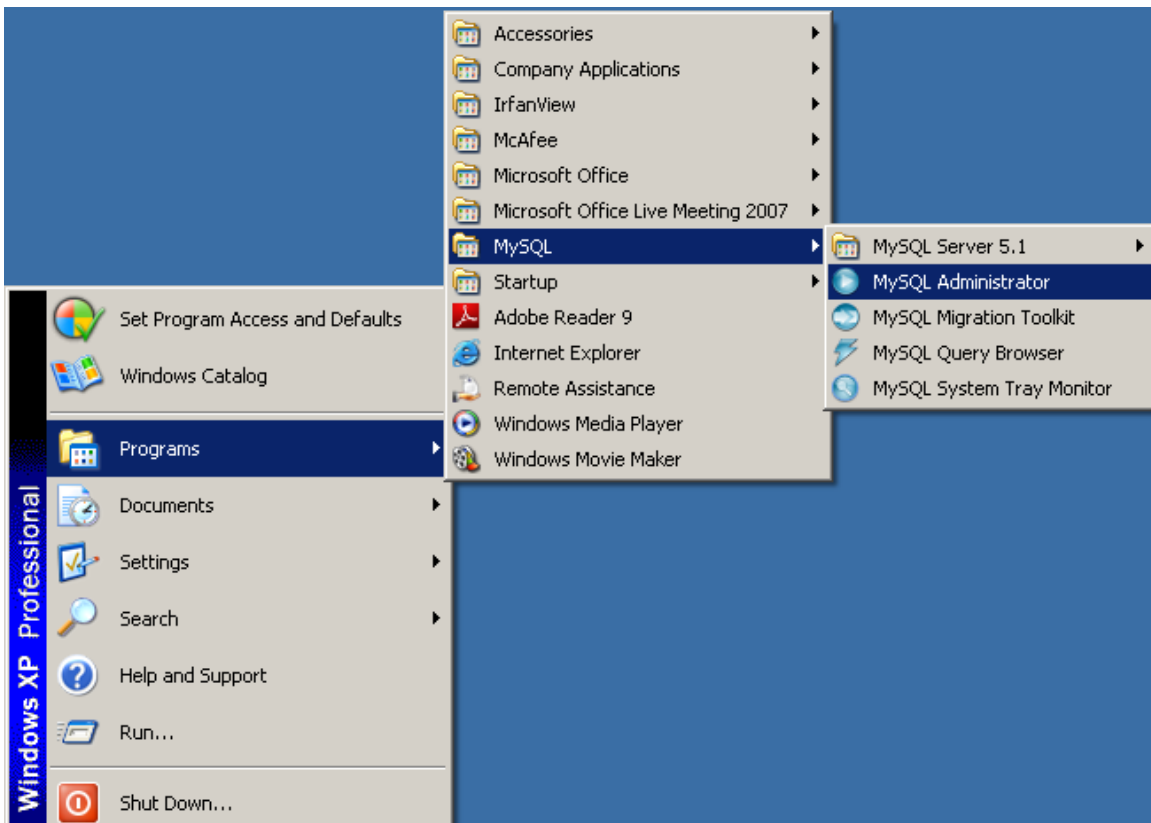 Accessories
Company Applications
IrfanView
McAfee
Microsoft Office
Microsoft Office Live Meeting 2007
MySQL
Startup
Adobe Reader 9
Internet Explorer
Remote Assistance
Windows Media Player
Windows Movie Maker
MySQL Server 5.1
MySQL Administrator
MySQL Migration Toolkit
MySQL Query Browser
MySQL System Tray Monitor
Set Program Access and Defaults
Windows Catalog
Programs
Documents
Settings
Search
Help and Support
Run...
Shut Down...
Windows XP Professional